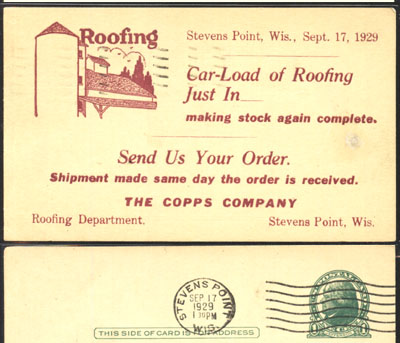 Roofing
Stevens Point, Wis., Sept. 17, 1929
Car-Load of Roofing
Just In
making stock again complete.
Send Us Your Order.
Shipment made same day the order is received.
THE COPPS COMPANY
Roofing Department. Stevens Point, Wis.
STEVENS POINT
SEP 17
1929
WIS.
THIS SIDE OF CARD IS FOR ADDRESS